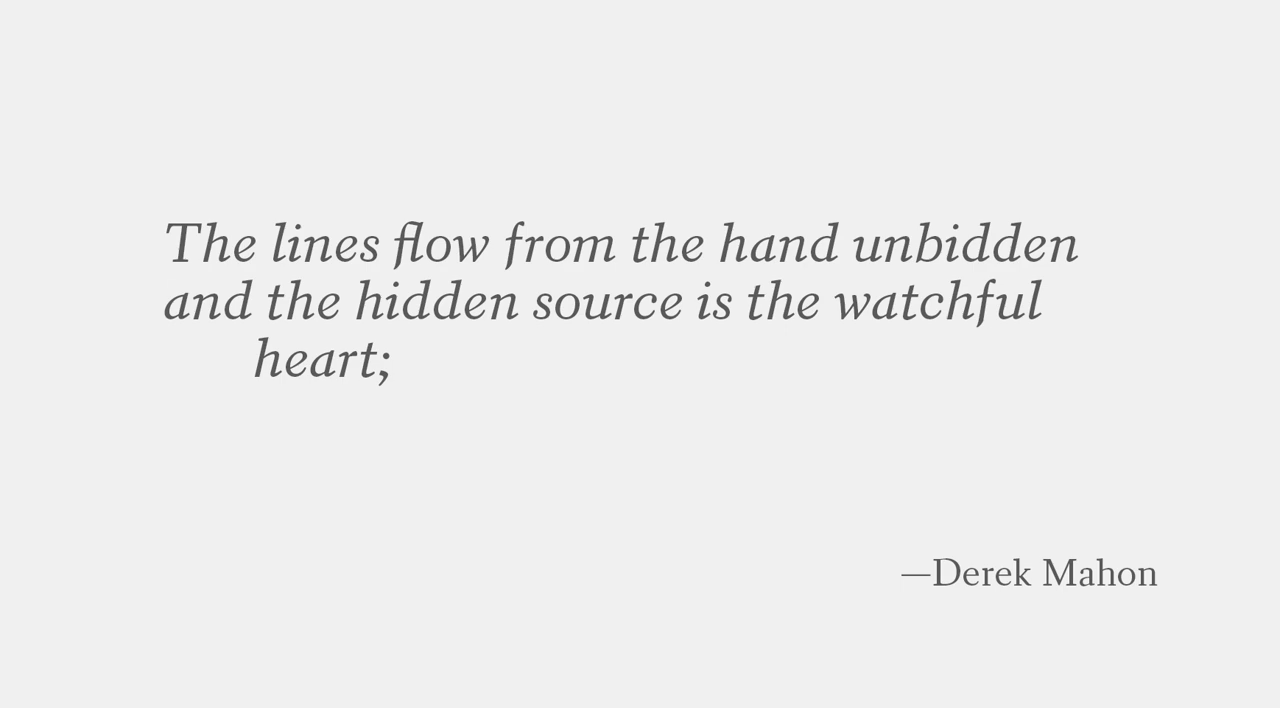 The lines flow from the hand unbidden
and the hidden source is the watchful
heart;
—Derek Mahon